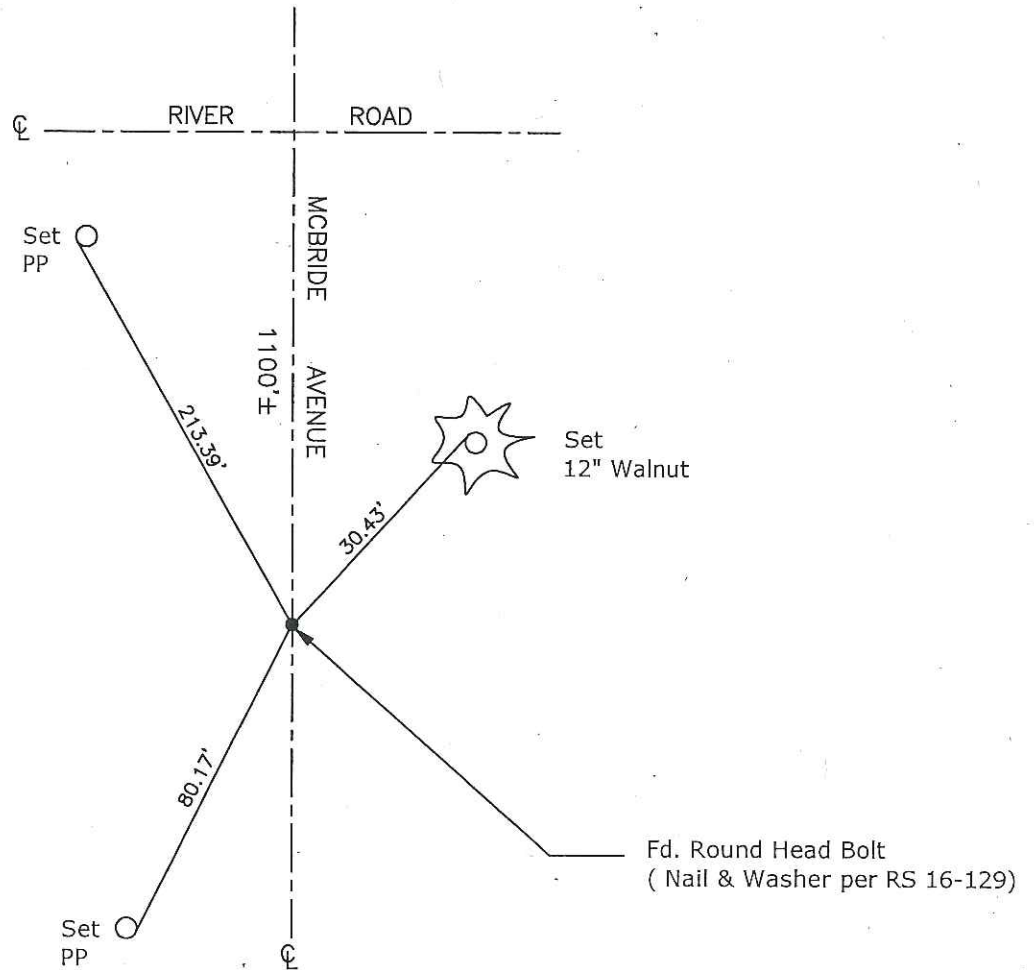 ℄ RIVER ROAD
MCBRIDE AVENUE
1100'±
Set
PP
213.39'
Set
12" Walnut
30.43'
80.17'
Set
PP
Fd. Round Head Bolt
( Nail & Washer per RS 16-129)
℄